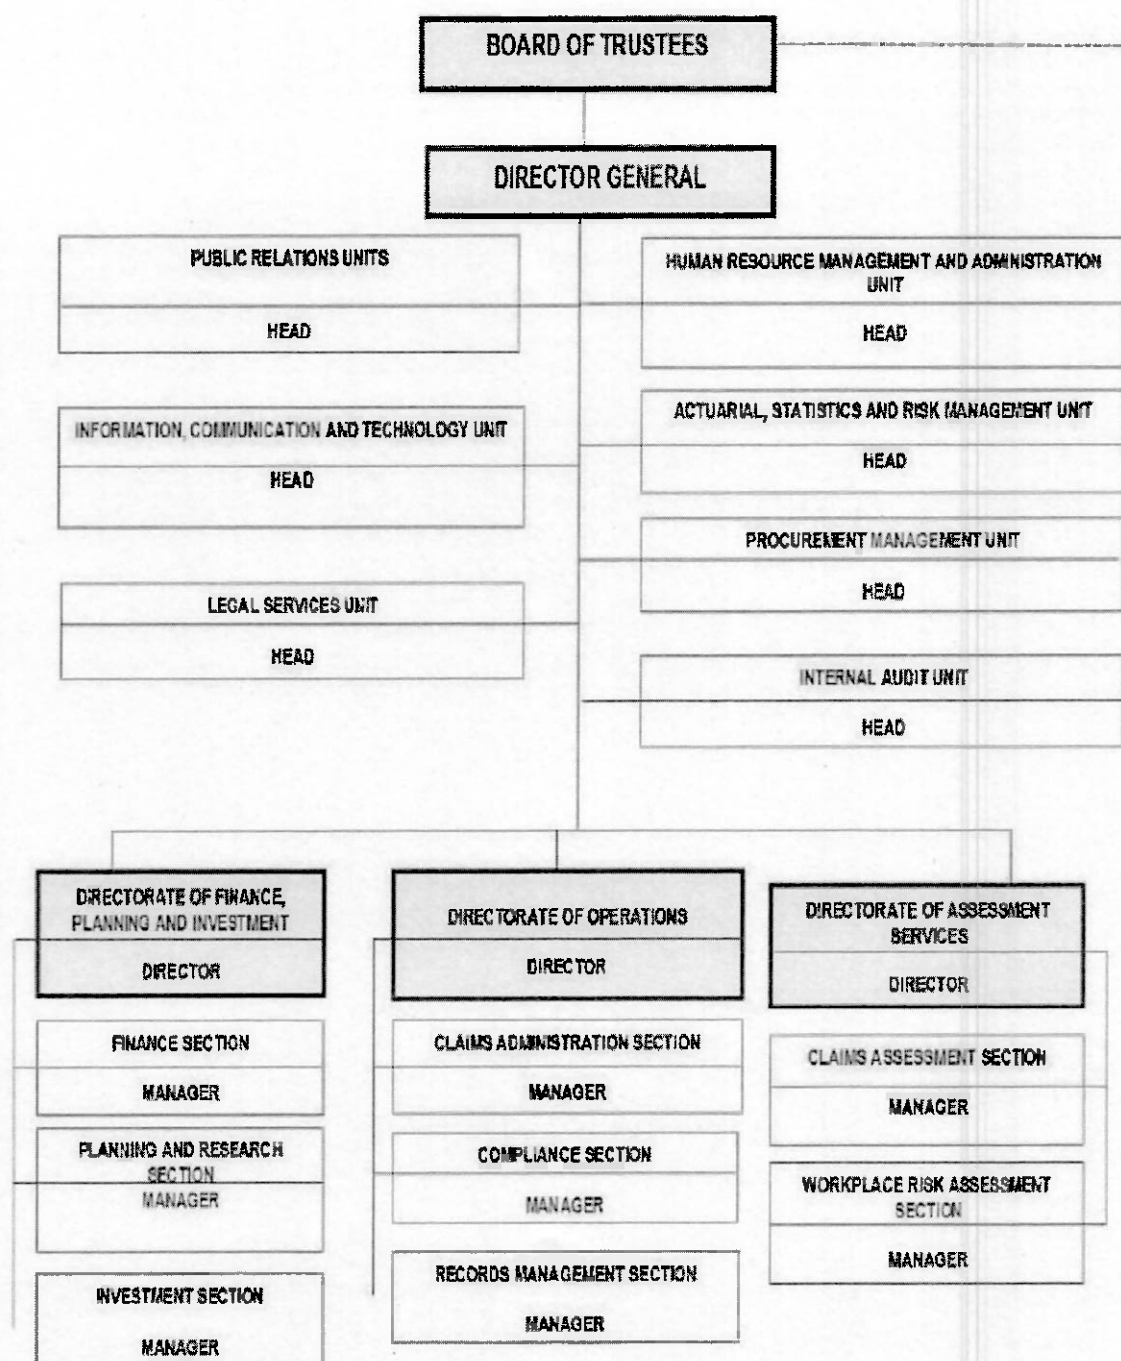 BOARD OF TRUSTEES
DIRECTOR GENERAL
PUBLIC RELATIONS UNITS
HEAD
HUMAN RESOURCE MANAGEMENT AND ADMINISTRATION
UNIT
HEAD
INFORMATION, COMMUNICATION AND TECHNOLOGY UNIT
HEAD
ACTUARIAL, STATISTICS AND RISK MANAGEMENT UNIT
HEAD
PROCUREMENT MANAGEMENT UNIT
HEAD
LEGAL SERVICES UNIT
HEAD
INTERNAL AUDIT UNIT
HEAD
DIRECTORATE OF FINANCE,
PLANNING AND INVESTMENT
DIRECTOR
FINANCE SECTION
MANAGER
PLANNING AND RESEARCH
SECTION
MANAGER
INVESTMENT SECTION
MANAGER
DIRECTORATE OF OPERATIONS
DIRECTOR
CLAIMS ADMINISTRATION SECTION
MANAGER
COMPLIANCE SECTION
MANAGER
RECORDS MANAGEMENT SECTION
MANAGER
DIRECTORATE OF ASSESSMENT
SERVICES
DIRECTOR
CLAIMS ASSESSMENT SECTION
MANAGER
WORKPLACE RISK ASSESSMENT
SECTION
MANAGER